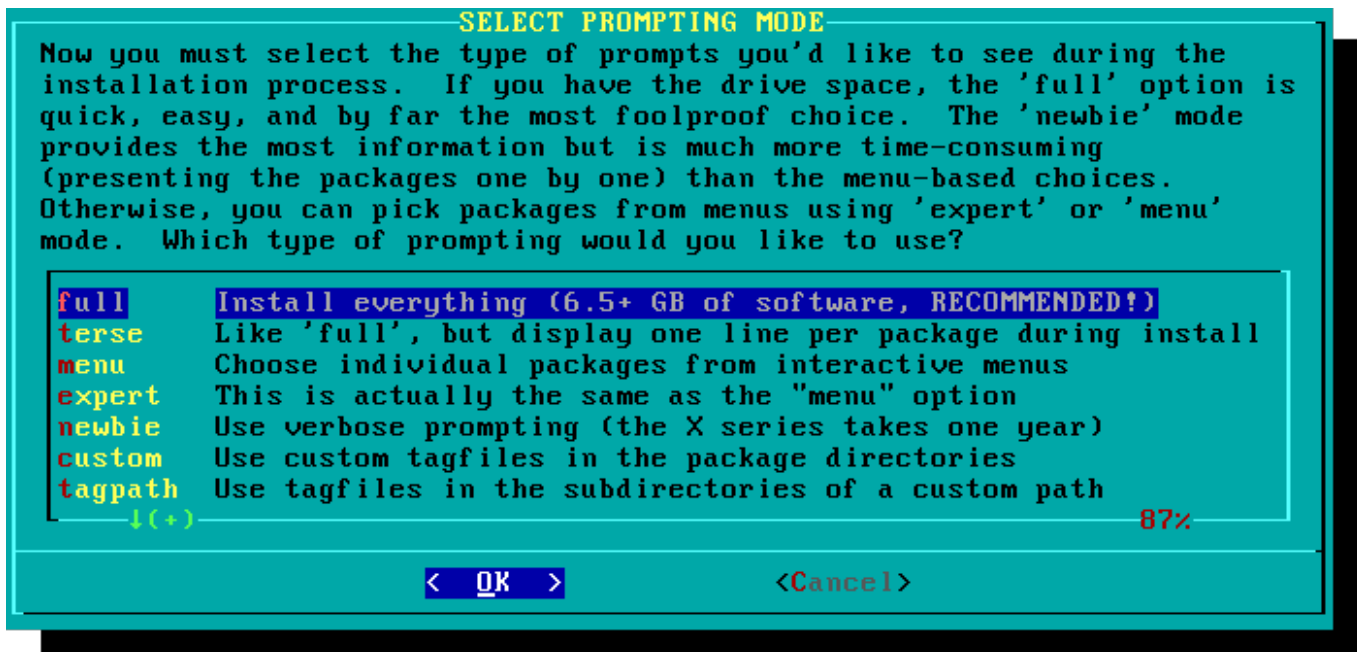 SELECT PROMPTING MODE
Now you must select the type of prompts you'd like to see during the
installation process.  If you have the drive space, the 'full' option is
quick, easy, and by far the most foolproof choice.  The 'newbie' mode
provides the most information but is much more time-consuming
(presenting the packages one by one) than the menu-based choices.
Otherwise, you can pick packages from menus using 'expert' or 'menu'
mode.  Which type of prompting would you like to use?
full     Install everything (6.5+ GB of software, RECOMMENDED!)
terse    Like 'full', but display one line per package during install
menu     Choose individual packages from interactive menus
expert   This is actually the same as the "menu" option
newbie   Use verbose prompting (the X series takes one year)
custom   Use custom tagfiles in the package directories
tagpath  Use tagfiles in the subdirectories of a custom path
↓(+) 87%
<  OK  > <Cancel>